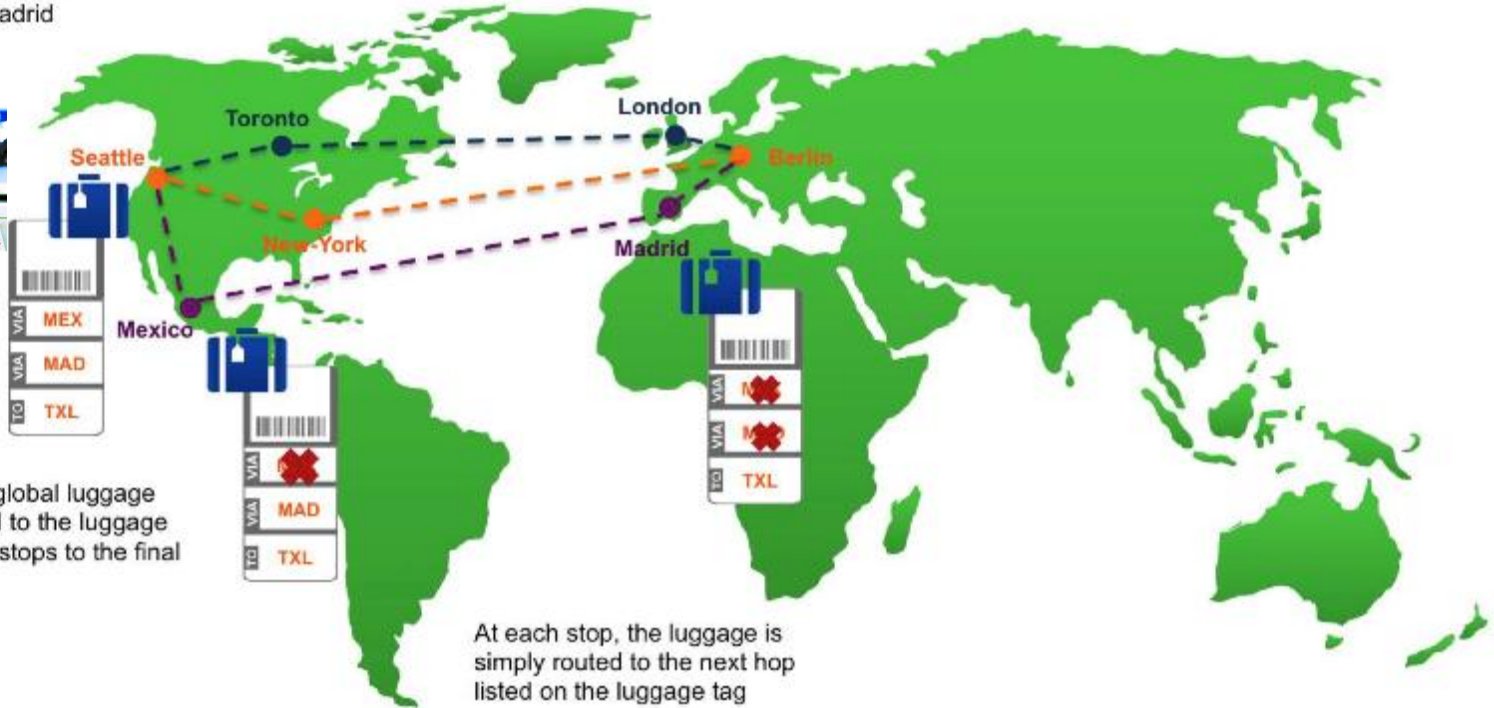 adrid
London
Toronto
Seattle
Berlin
New-York
Madrid
Mexico
VIA MEX
VIA MAD
TO TXL
VIA
VIA MAD
TO TXL
VIA
VIA
TO TXL
global luggage
to the luggage
stops to the final
At each stop, the luggage is
simply routed to the next hop
listed on the luggage tag